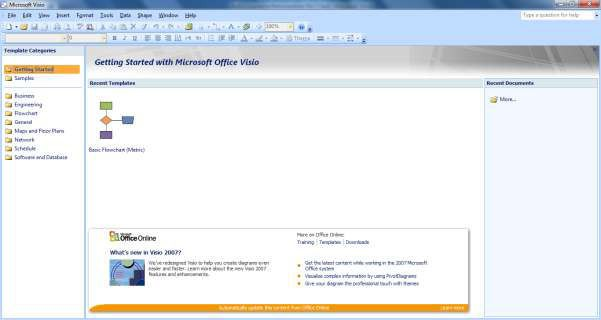 Microsoft Visio
File Edit View Insert Format Tools Data Shape Window Help
Type a question for help
100%
Theme
Template Categories
Getting Started
Samples
Business
Engineering
Flowchart
General
Maps and Floor Plans
Network
Schedule
Software and Database
Getting Started with Microsoft Office Visio
Recent Templates
Basic Flowchart (Metric)
Recent Documents
More...
Microsoft
Office Online
What's new in Visio 2007?
We've redesigned Visio to help you create diagrams even
easier and faster. Learn more about the new Visio 2007
features and enhancements.
More on Office Online:
Training | Templates | Downloads
Get the latest content while working in the 2007 Microsoft
Office system
Visualize complex information by using PivotDiagrams
Give your diagram the professional touch with themes
Automatically update this content from Office Online
Learn more